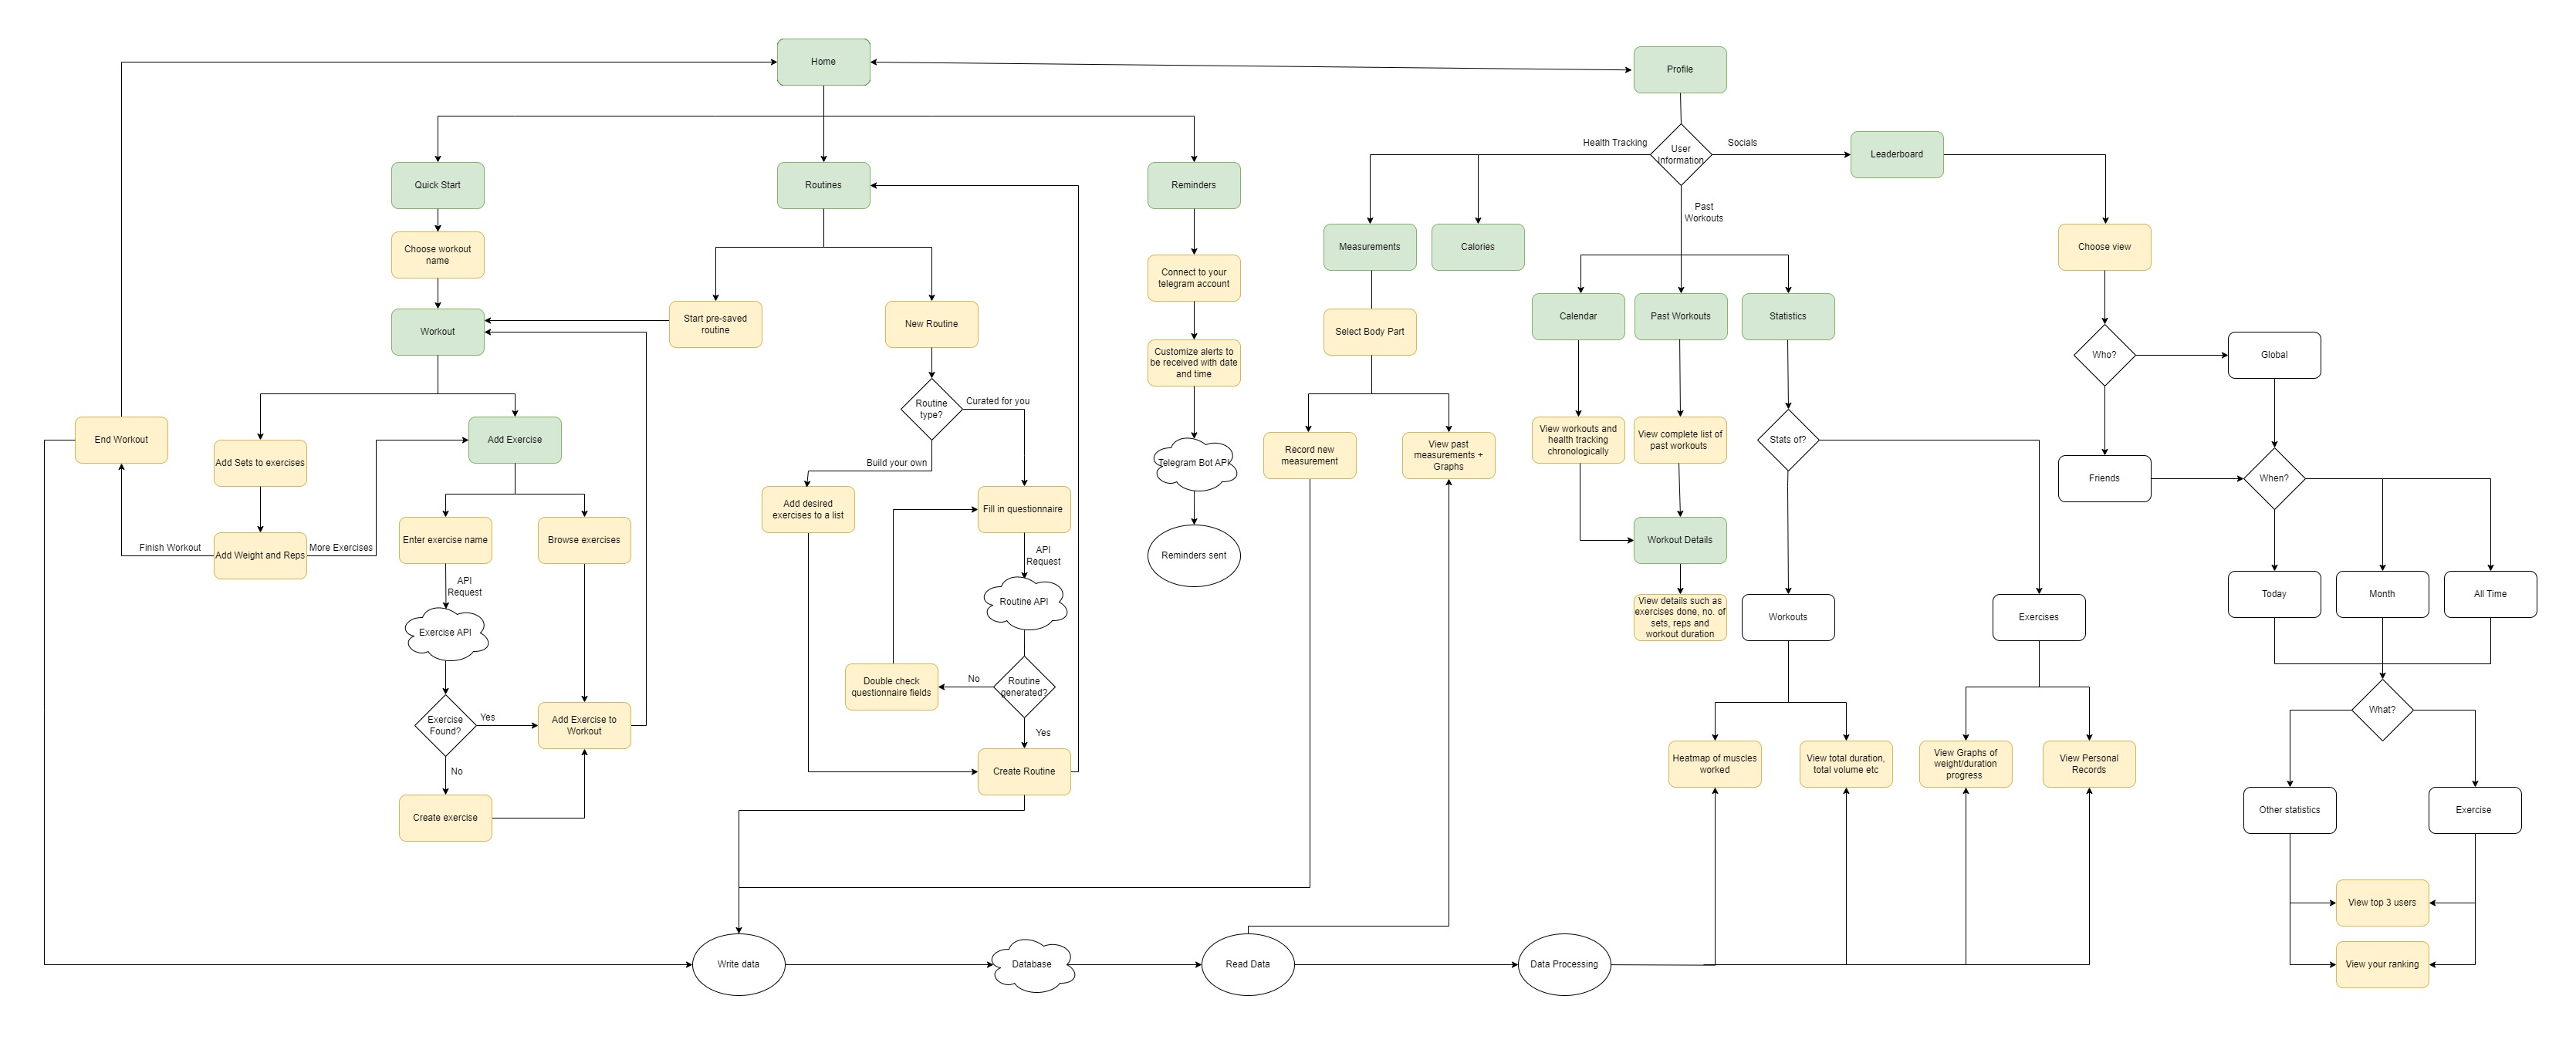 Home
Profile
Health Tracking
User
Information
Socials
Leaderboard
Quick Start
Routines
Reminders
Past
Workouts
Choose workout
name
Measurements
Calories
Choose view
Connect to your
telegram account
Workout
Start pre-saved
routine
New Routine
Select Body Part
Calendar
Past Workouts
Statistics
Customize alerts to
be received with date
and time
Who?
Global
Routine
type?
Curated for you
End Workout
Add Sets to exercises
Add Exercise
Build your own
Telegram Bot API
Record new
measurement
View past
measurements +
Graphs
View workouts and
health tracking
chronologically
View complete list of
past workouts
Stats of?
Friends
When?
Add desired
exercises to a list
Fill in questionnaire
Finish Workout
Add Weight and Reps
More Exercises
Enter exercise name
Browse exercises
API
Request
Reminders sent
Workout Details
API
Request
Routine API
View details such as
exercises done, no. of
sets, reps and
workout duration
Workouts
Exercises
Today
Month
All Time
Exercise API
Double check
questionnaire fields
No
Routine
generated?
Yes
Exercise
Found?
Yes
Add Exercise to
Workout
No
Create exercise
Create Routine
What?
Heatmap of muscles
worked
View total duration,
total volume etc
View Graphs of
weight/duration
progress
View Personal
Records
Other statistics
Exercise
View top 3 users
View your ranking
Write data
Database
Read Data
Data Processing